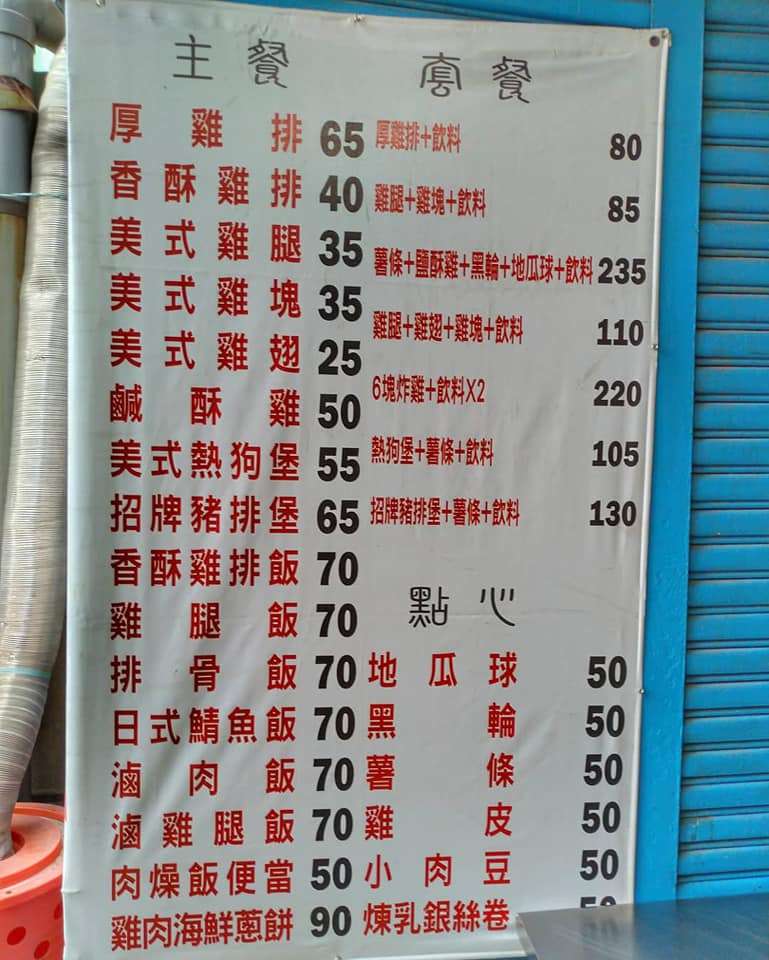 主餐
厚雞排 65
香酥雞排 40
美式雞腿 35
美式雞塊 35
美式雞翅 25
鹹酥雞 50
美式熱狗堡 55
招牌豬排堡 65
香酥雞排飯 70
雞腿飯 70
排骨飯 70
日式鯖魚飯 70
滷肉飯 70
滷雞腿飯 70
肉燥飯便當 50
雞肉海鮮蔥餅 90
套餐
厚雞排+飲料 80
雞腿+雞塊+飲料 85
薯條+鹽酥雞+黑輪+地瓜球+飲料 235
雞腿+雞翅+雞塊+飲料 110
6塊炸雞+飲料X2 220
熱狗堡+薯條+飲料 105
招牌豬排堡+薯條+飲料 130
點心
地瓜球 50
黑輪 50
薯條 50
雞皮 50
小肉豆 50
煉乳銀絲卷